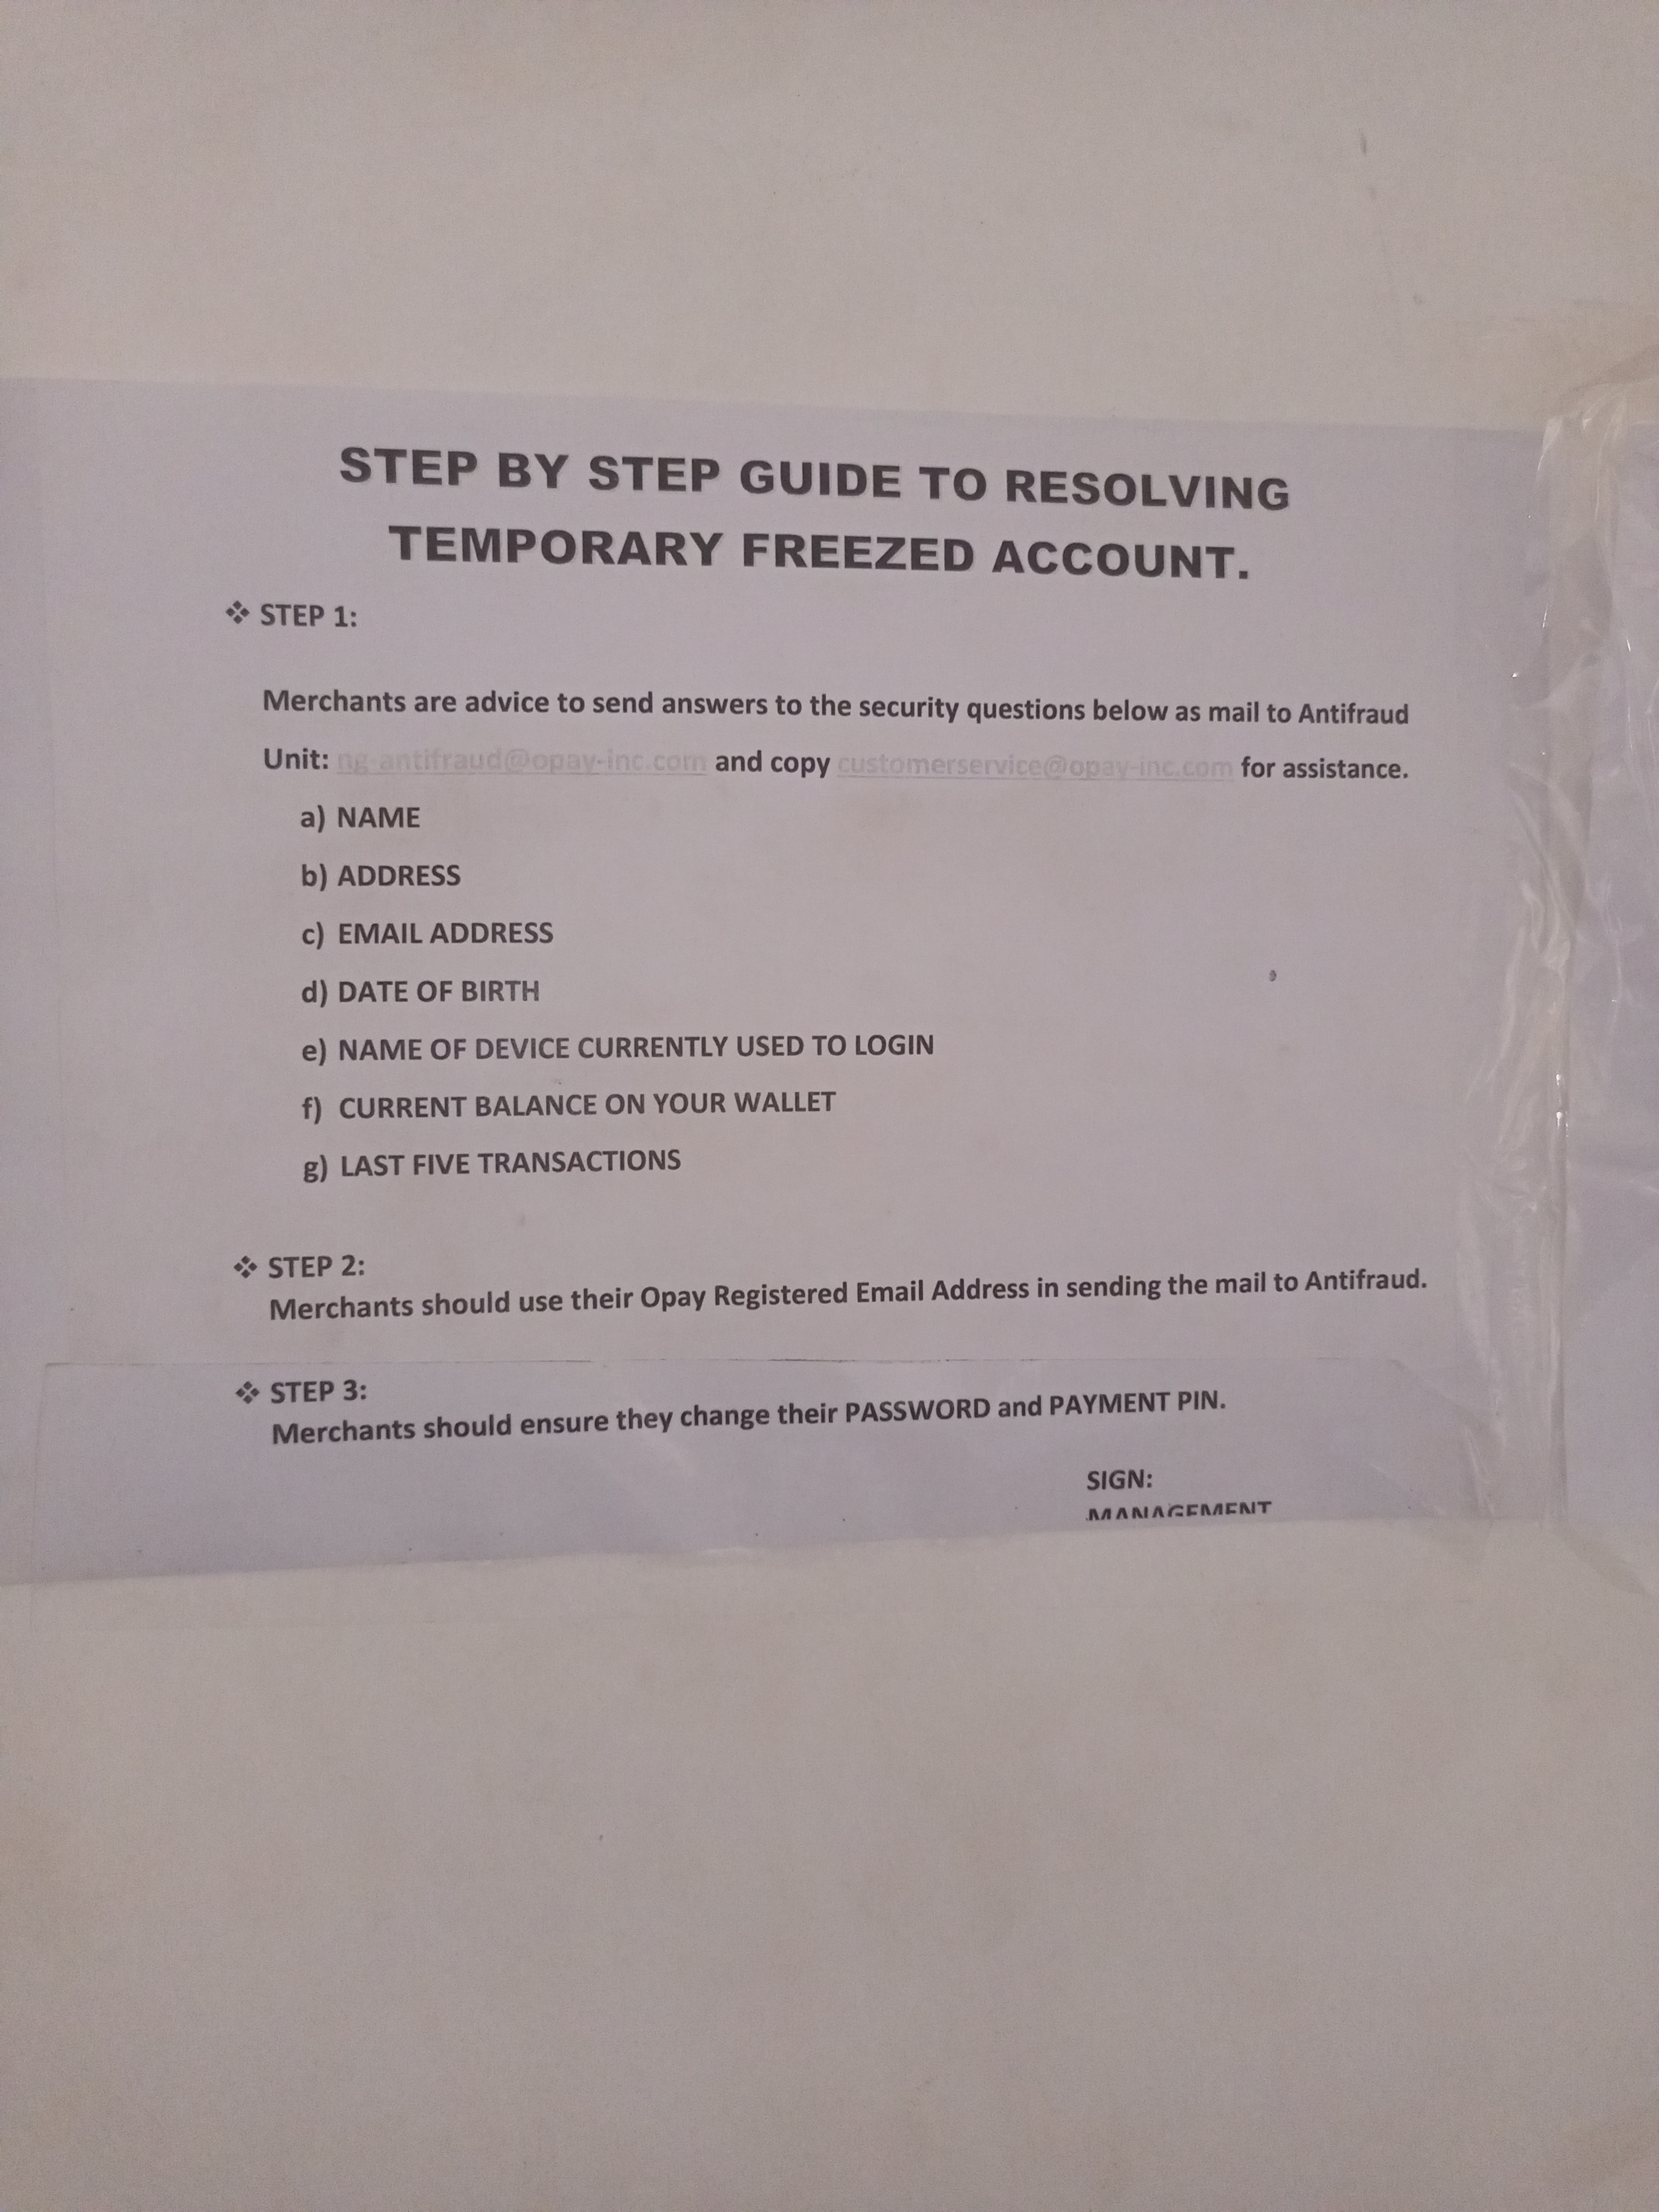 STEP BY STEP GUIDE TO RESOLVING
TEMPORARY FREEZED ACCOUNT.
❖ STEP 1:
Merchants are advice to send answers to the security questions below as mail to Antifraud
Unit: ng-antifraud@opay-inc.com and copy customerservice@opay-inc.com for assistance.
a) NAME
b) ADDRESS
c) EMAIL ADDRESS
d) DATE OF BIRTH
e) NAME OF DEVICE CURRENTLY USED TO LOGIN
f) CURRENT BALANCE ON YOUR WALLET
g) LAST FIVE TRANSACTIONS
❖ STEP 2:
Merchants should use their Opay Registered Email Address in sending the mail to Antifraud.
❖ STEP 3:
Merchants should ensure they change their PASSWORD and PAYMENT PIN.
SIGN:
MANAGEMENT